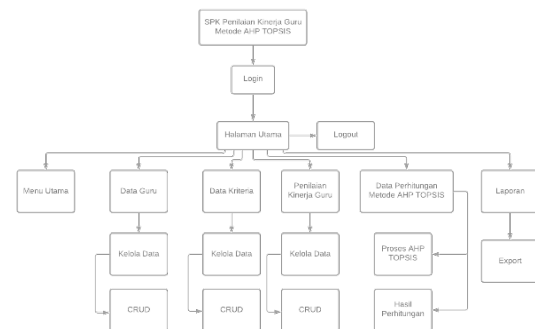 SPK Penilaian Kinerja Guru
Metode AHP TOPSIS
Login
Halaman Utama
Logout
Menu Utama
Data Guru
Data Kriteria
Penilaian
Kinerja Guru
Data Perhitungan
Metode AHP TOPSIS
Laporan
Kelola Data
Kelola Data
Kelola Data
Proses AHP
TOPSIS
Export
CRUD
CRUD
CRUD
Hasil
Perhitungan